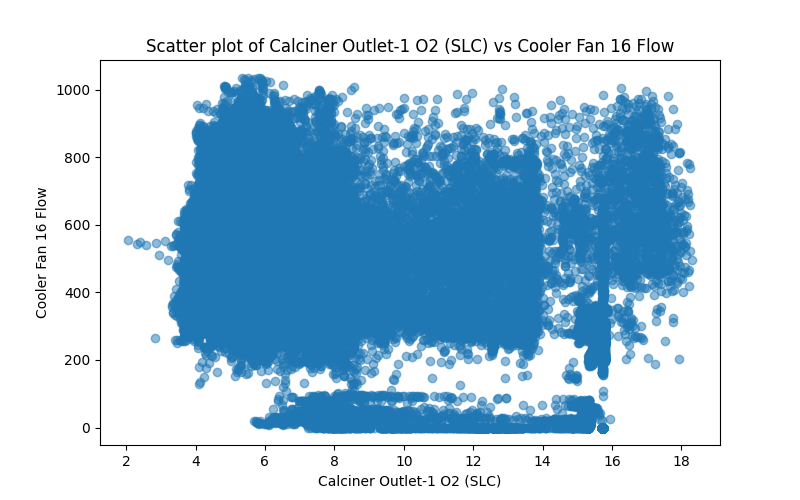 Scatter plot of Calciner Outlet-1 O2 (SLC) vs Cooler Fan 16 Flow
1000
800
600
400
200
0
Cooler Fan 16 Flow
2 4 6 8 10 12 14 16 18
Calciner Outlet-1 O2 (SLC)